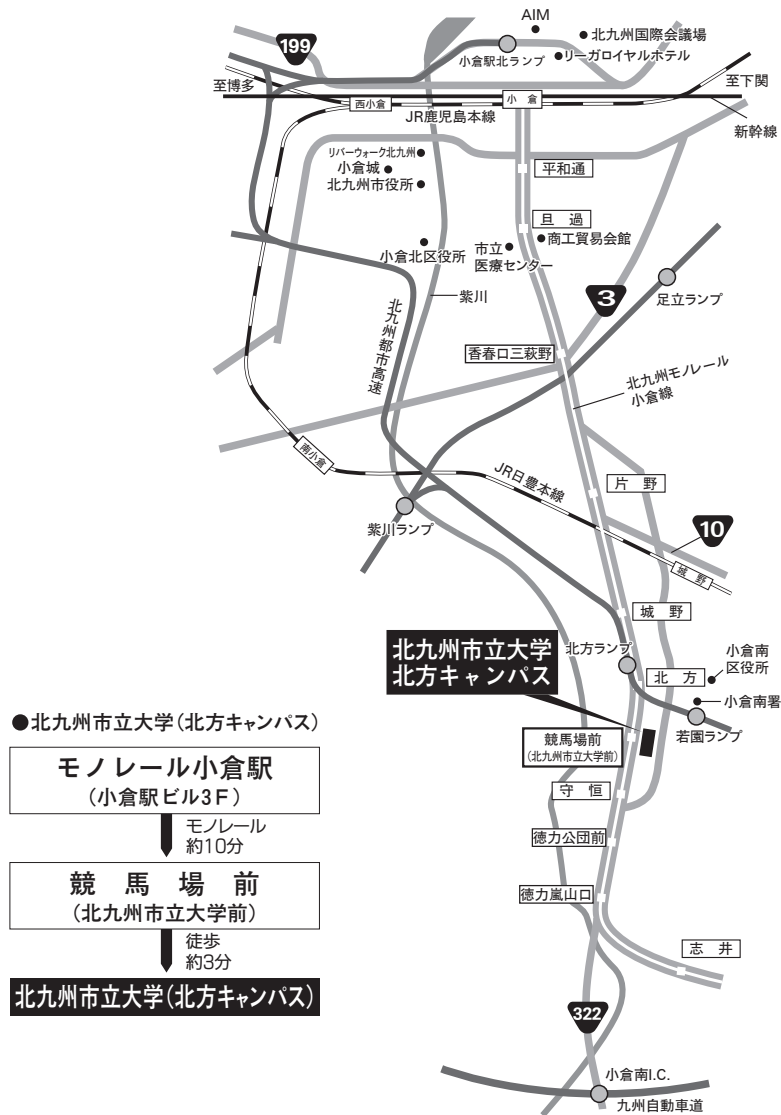 AIM
北九州国際会議場
199
小倉駅北ランプ
リーガロイヤルホテル
至博多
至下関
西小倉
小倉
JR鹿児島本線
新幹線
リバーウォーク北九州
小倉城
北九州市役所
平和通
旦過
商工貿易会館
小倉北区役所
市立
医療センター
紫川
3
足立ランプ
北九州都市高速
香春口三萩野
北九州モノレール
小倉線
南小倉
JR日豊本線
片野
紫川ランプ
10
城野
城野
北九州市立大学
北方キャンパス
北方ランプ
小倉南
区役所
北方
小倉南署
若園ランプ
競馬場前
(北九州市立大学前)
守恒
徳力公団前
徳力嵐山口
志井
322
小倉南I.C.
九州自動車道
●北九州市立大学(北方キャンパス)
モノレール小倉駅
(小倉駅ビル3F)
モノレール
約10分
競馬場前
(北九州市立大学前)
徒歩
約3分
北九州市立大学(北方キャンパス)